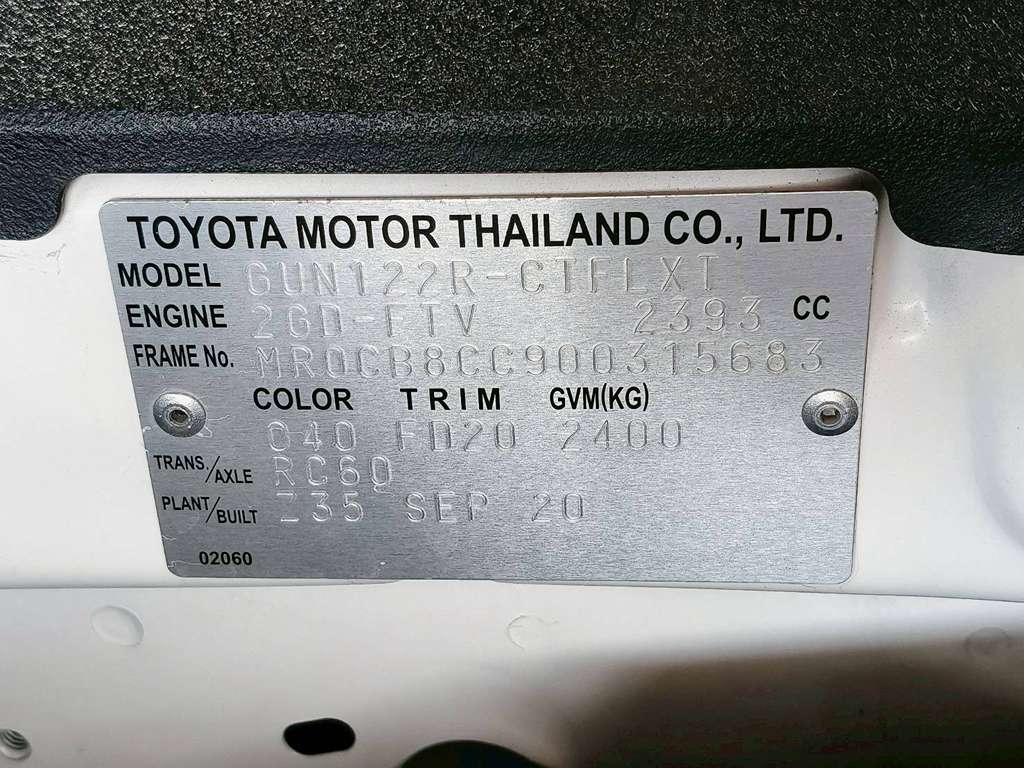 TOYOTA MOTOR THAILAND CO., LTD.
MODEL GUN122R-CTFLXT
ENGINE 2GD-FTV 2393 CC
FRAME No. MR0CB8CC900315683
COLOR TRIM GVM(KG)
040 FD20 2400
TRANS./AXLE RC60
PLANT/BUILT Z35 SEP 20
02060